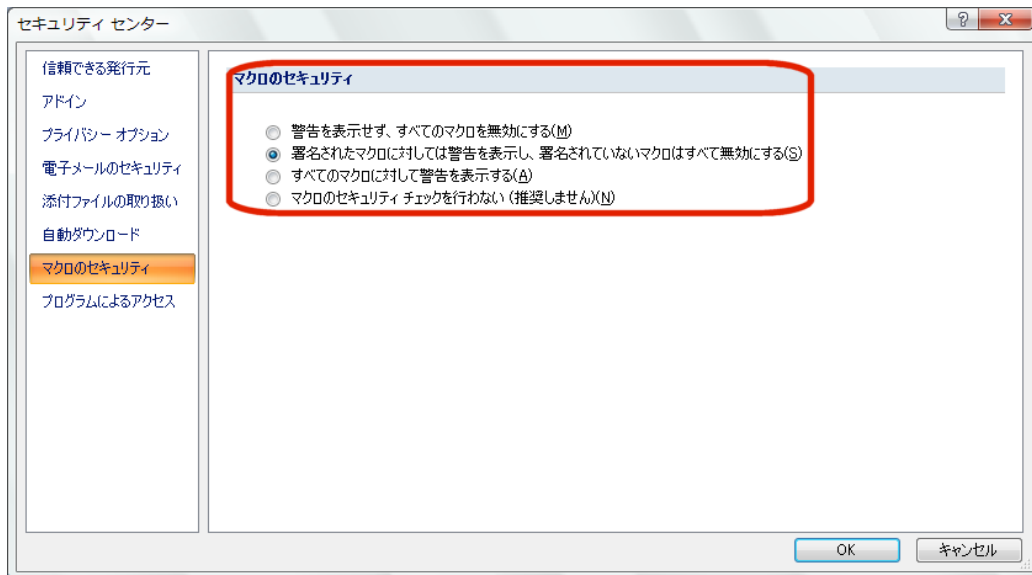 セキュリティ センター
信頼できる発行元
アドイン
プライバシー オプション
電子メールのセキュリティ
添付ファイルの取り扱い
自動ダウンロード
マクロのセキュリティ
プログラムによるアクセス
マクロのセキュリティ
警告を表示せず、すべてのマクロを無効にする(M)
署名されたマクロに対しては警告を表示し、署名されていないマクロはすべて無効にする(S)
すべてのマクロに対して警告を表示する(A)
マクロのセキュリティ チェックを行わない (推奨しません)(N)
OK
キャンセル